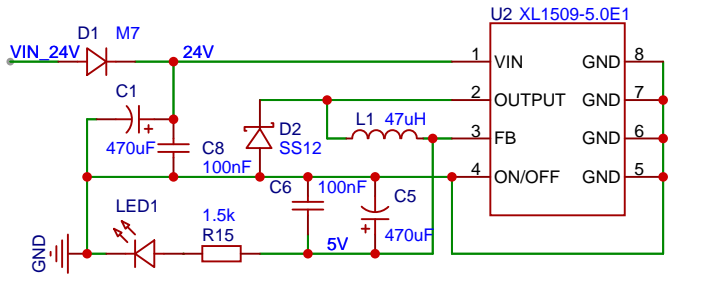 U2 XL1509-5.0E1
D1 M7
VIN_24V 24V
1 VIN GND 8
2 OUTPUT GND 7
3 FB GND 6
4 ON/OFF GND 5
C1
470uF
C8
100nF
D2
SS12
L1 47uH
C6 100nF
C5
470uF
LED1
1.5k
R15
5V
GND